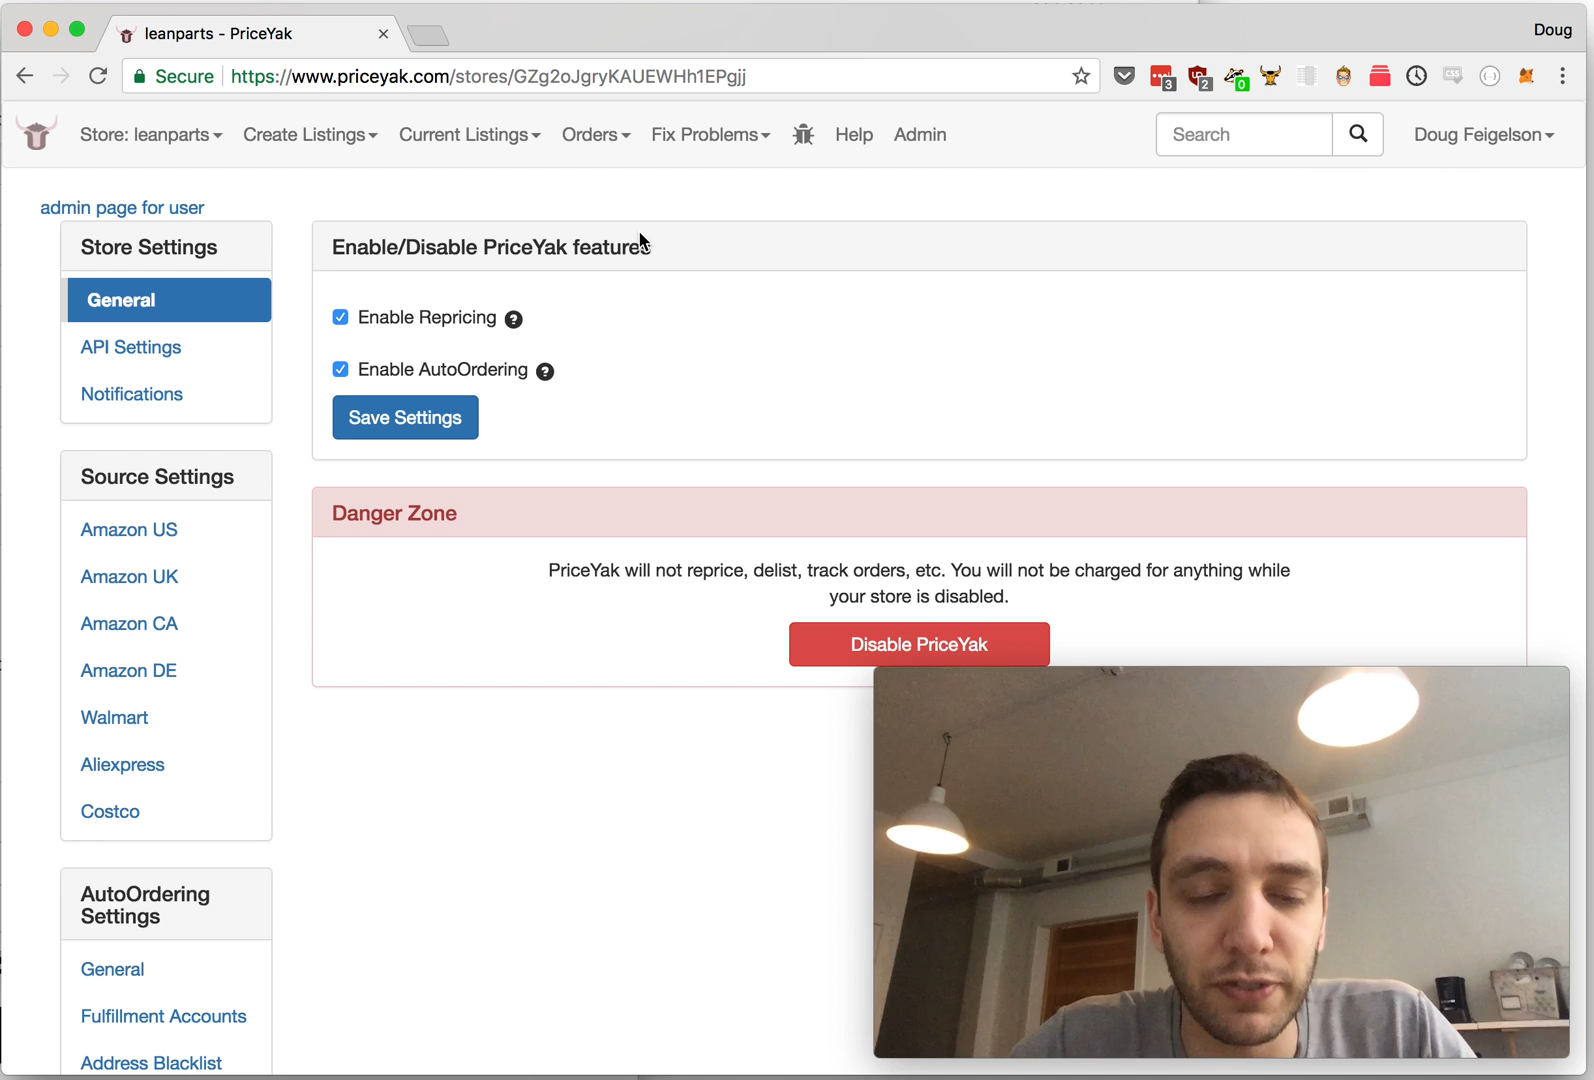 leanparts - PriceYak
Doug
Secure
https://www.priceyak.com/stores/GZg2oJgryKAUEWHh1EPgjj
3
2
0
CSS
Store: leanparts
Create Listings
Current Listings
Orders
Fix Problems
Help
Admin
Search
Doug Feigelson
admin page for user
Store Settings
General
API Settings
Notifications
Source Settings
Amazon US
Amazon UK
Amazon CA
Amazon DE
Walmart
Aliexpress
Costco
AutoOrdering
Settings
General
Fulfillment Accounts
Address Blacklist
Enable/Disable PriceYak features
Enable Repricing ?
Enable AutoOrdering ?
Save Settings
Danger Zone
PriceYak will not reprice, delist, track orders, etc. You will not be charged for anything while
your store is disabled.
Disable PriceYak